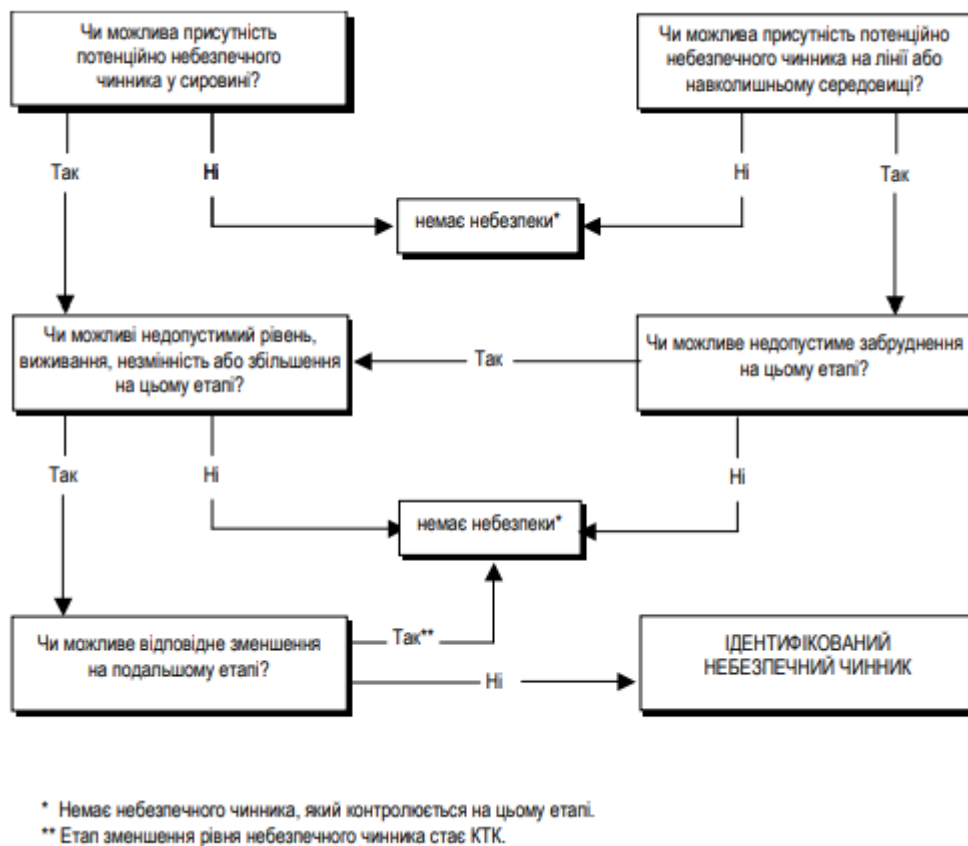 Чи можлива присутність
потенційно небезпечного
чинника у сировині?
Чи можлива присутність потенційно
небезпечного чинника на лінії або
навколишньому середовищі?
Так
Ні
Ні
Так
немає небезпеки*
Чи можливі недопустимий рівень,
виживання, незмінність або збільшення
на цьому етапі?
Так
Чи можливе недопустиме забруднення
на цьому етапі?
Так
Ні
Ні
немає небезпеки*
Чи можливе відповідне зменшення
на подальшому етапі?
Так**
Ні
ІДЕНТИФІКОВАНИЙ
НЕБЕЗПЕЧНИЙ ЧИННИК
* Немає небезпечного чинника, який контролюється на цьому етапі.
** Етап зменшення рівня небезпечного чинника стає КТК.